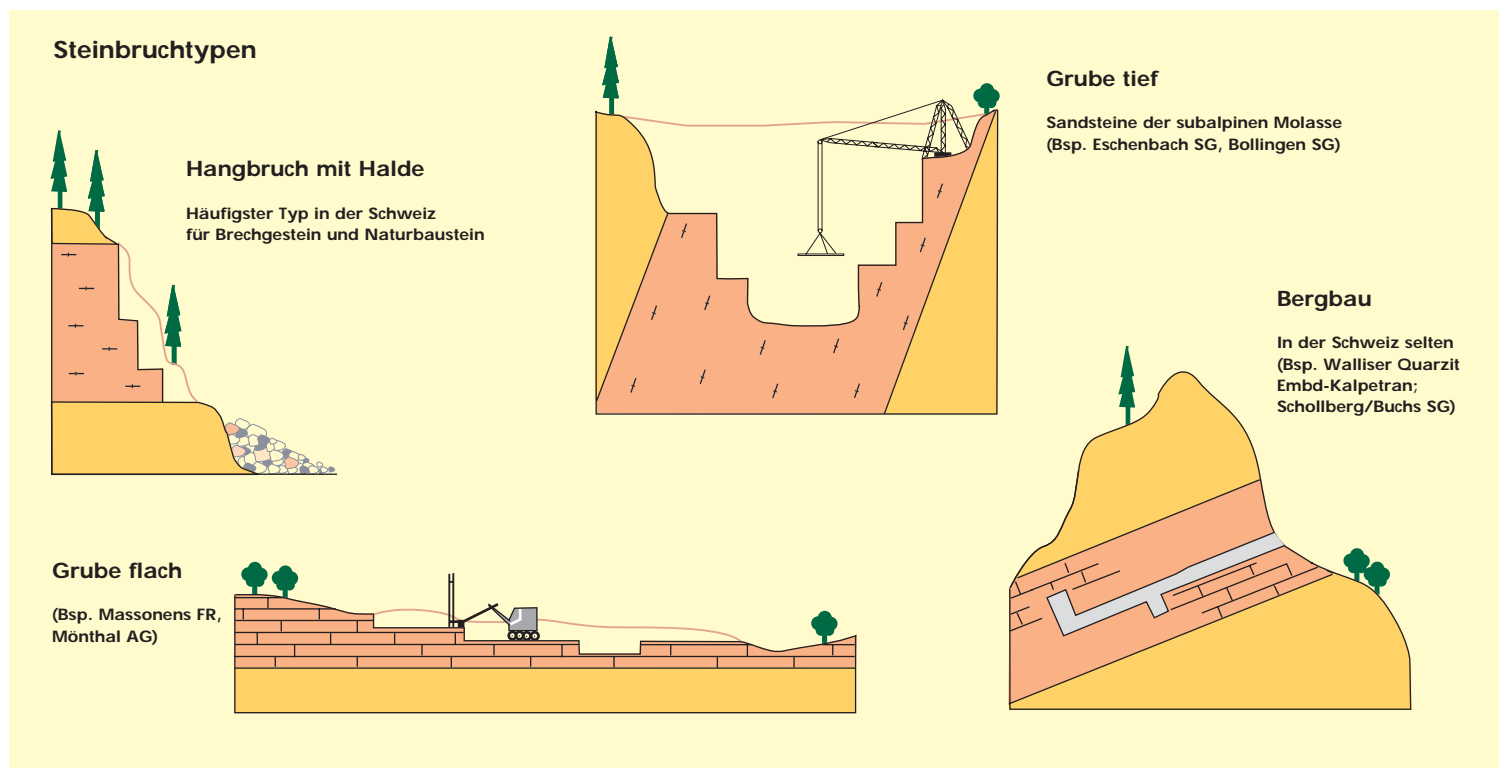 Steinbruchtypen
Hangbruch mit Halde
Häufigster Typ in der Schweiz
für Brechgestein und Naturbaustein
Grube tief
Sandsteine der subalpinen Molasse
(Bsp. Eschenbach SG, Bollingen SG)
Bergbau
In der Schweiz selten
(Bsp. Walliser Quarzit
Embd-Kalpetran;
Schollberg/Buchs SG)
Grube flach
(Bsp. Massonens FR,
Mönthal AG)